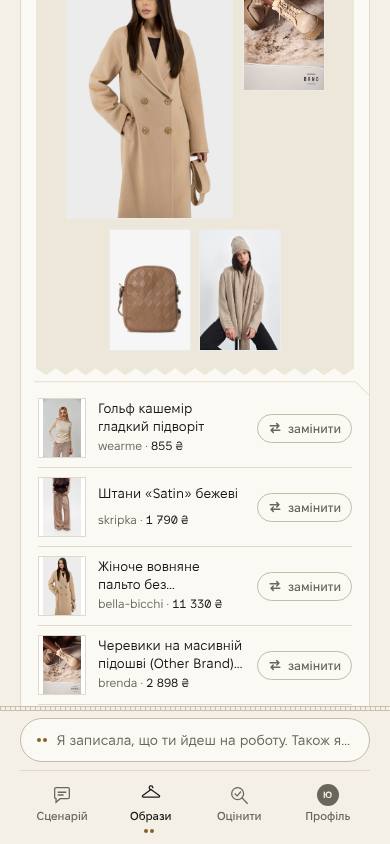 Гольф кашемір
гладкий підворіт
wearme · 855 ₴
замінити
Штани «Satin» бежеві
skripka · 1 790 ₴
замінити
Жіноче вовняне
пальто без...
bella-bicchi · 11 330 ₴
замінити
Черевики на масивній
підошві (Other Brand)...
brenda · 2 898 ₴
замінити
Я записала, що ти йдеш на роботу. Також я...
Сценарій
Образи
Оцінити
Ю
Профіль